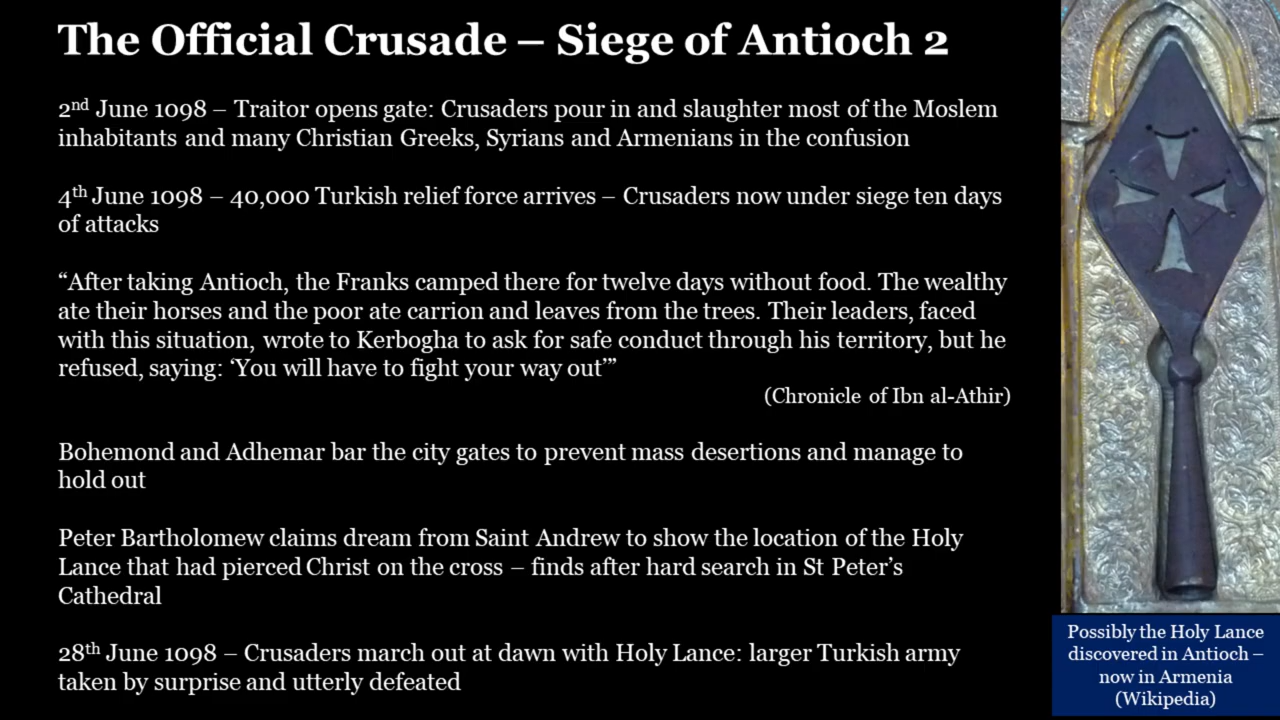 The Official Crusade – Siege of Antioch 2
2nd June 1098 – Traitor opens gate: Crusaders pour in and slaughter most of the Moslem
inhabitants and many Christian Greeks, Syrians and Armenians in the confusion
4th June 1098 – 40,000 Turkish relief force arrives – Crusaders now under siege ten days
of attacks
“After taking Antioch, the Franks camped there for twelve days without food. The wealthy
ate their horses and the poor ate carrion and leaves from the trees. Their leaders, faced
with this situation, wrote to Kerbogha to ask for safe conduct through his territory, but he
refused, saying: ‘You will have to fight your way out’”
(Chronicle of Ibn al-Athir)
Bohemond and Adhemar bar the city gates to prevent mass desertions and manage to
hold out
Peter Bartholomew claims dream from Saint Andrew to show the location of the Holy
Lance that had pierced Christ on the cross – finds after hard search in St Peter’s
Cathedral
28th June 1098 – Crusaders march out at dawn with Holy Lance: larger Turkish army
taken by surprise and utterly defeated
Possibly the Holy Lance
discovered in Antioch –
now in Armenia
(Wikipedia)